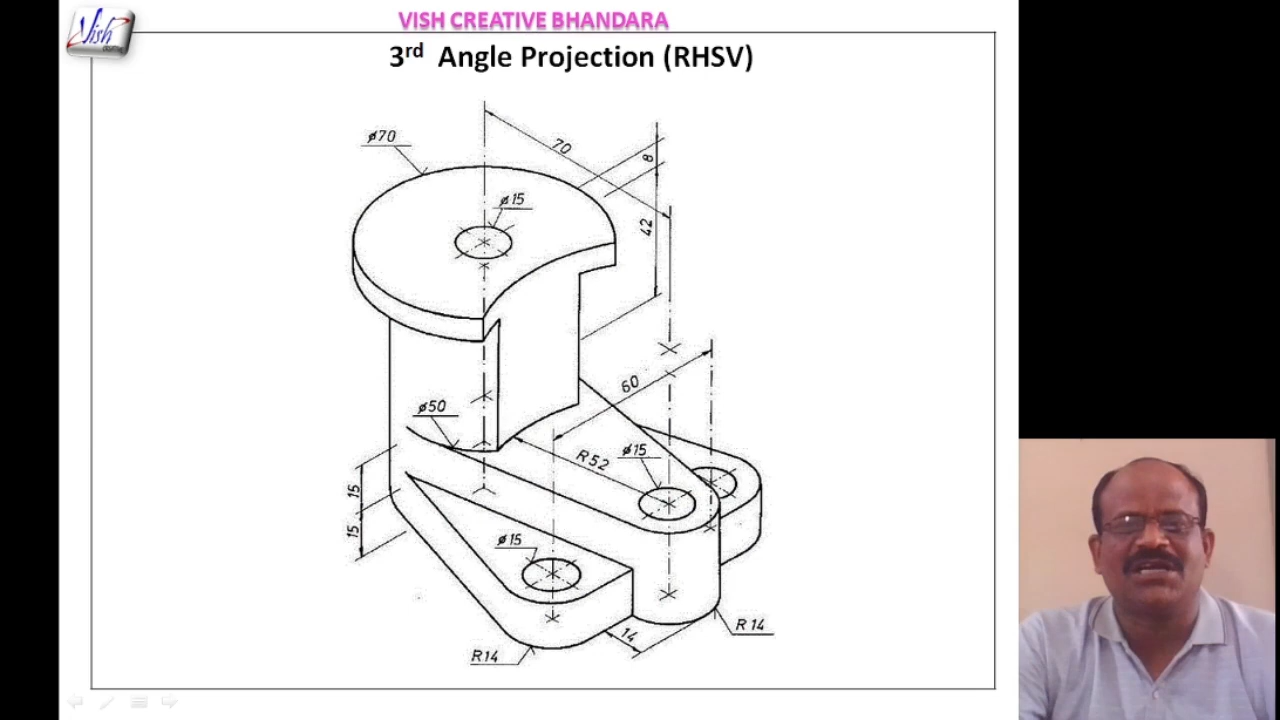 VISH CREATIVE BHANDARA
Vish
3rd Angle Projection (RHSV)
ø70
70
8
ø15
42
60
ø50
R52
ø15
15
15
ø15
14
R14
R14